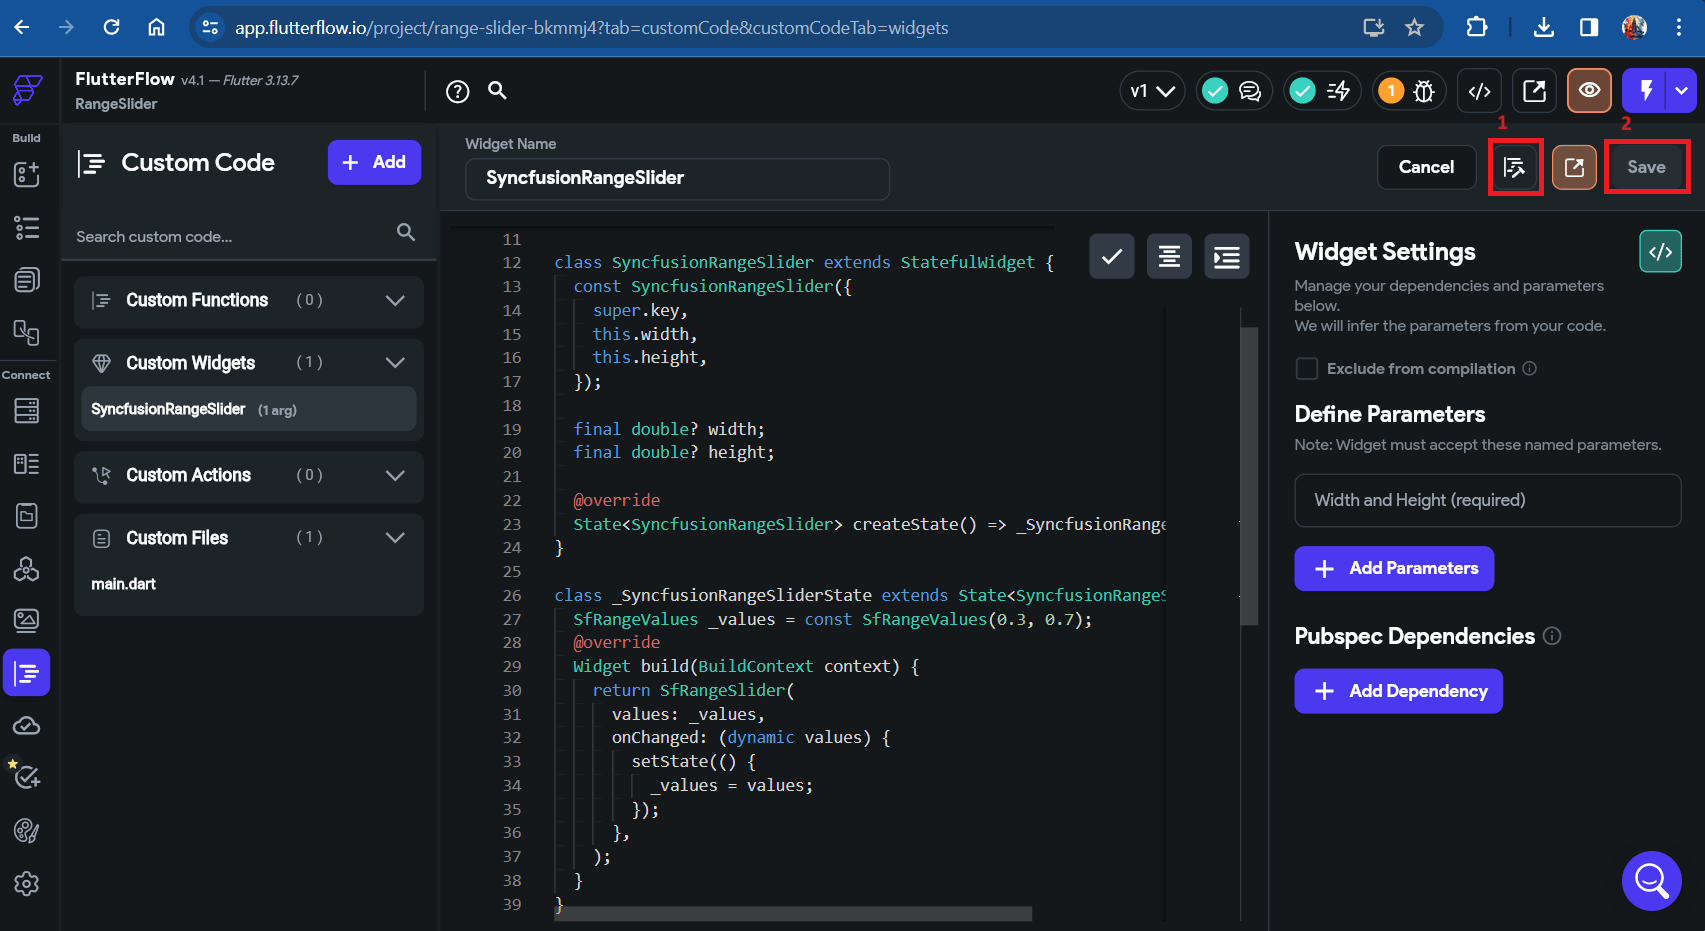 app.flutterflow.io/project/range-slider-bkmmj4?tab=customCode&customCodeTab=widgets
FlutterFlow v4.1 — Flutter 3.13.7
RangeSlider
v1
1
</>
1
2
Build
Connect
Custom Code
+ Add
Search custom code...
Custom Functions (0)
Custom Widgets (1)
SyncfusionRangeSlider (1 arg)
Custom Actions (0)
Custom Files (1)
main.dart
Widget Name
SyncfusionRangeSlider
Cancel
Save
11
12 class SyncfusionRangeSlider extends StatefulWidget {
13 const SyncfusionRangeSlider({
14 super.key,
15 this.width,
16 this.height,
17 });
18
19 final double? width;
20 final double? height;
21
22 @override
23 State<SyncfusionRangeSlider> createState() => _SyncfusionRange
24 }
25
26 class _SyncfusionRangeSliderState extends State<SyncfusionRangeS
27 SfRangeValues _values = const SfRangeValues(0.3, 0.7);
28 @override
29 Widget build(BuildContext context) {
30 return SfRangeSlider(
31 values: _values,
32 onChanged: (dynamic values) {
33 setState(() {
34 _values = values;
35 });
36 },
37 );
38 }
39 }
Widget Settings
</>
Manage your dependencies and parameters
below.
We will infer the parameters from your code.
Exclude from compilation
Define Parameters
Note: Widget must accept these named parameters.
Width and Height (required)
+ Add Parameters
Pubspec Dependencies
+ Add Dependency